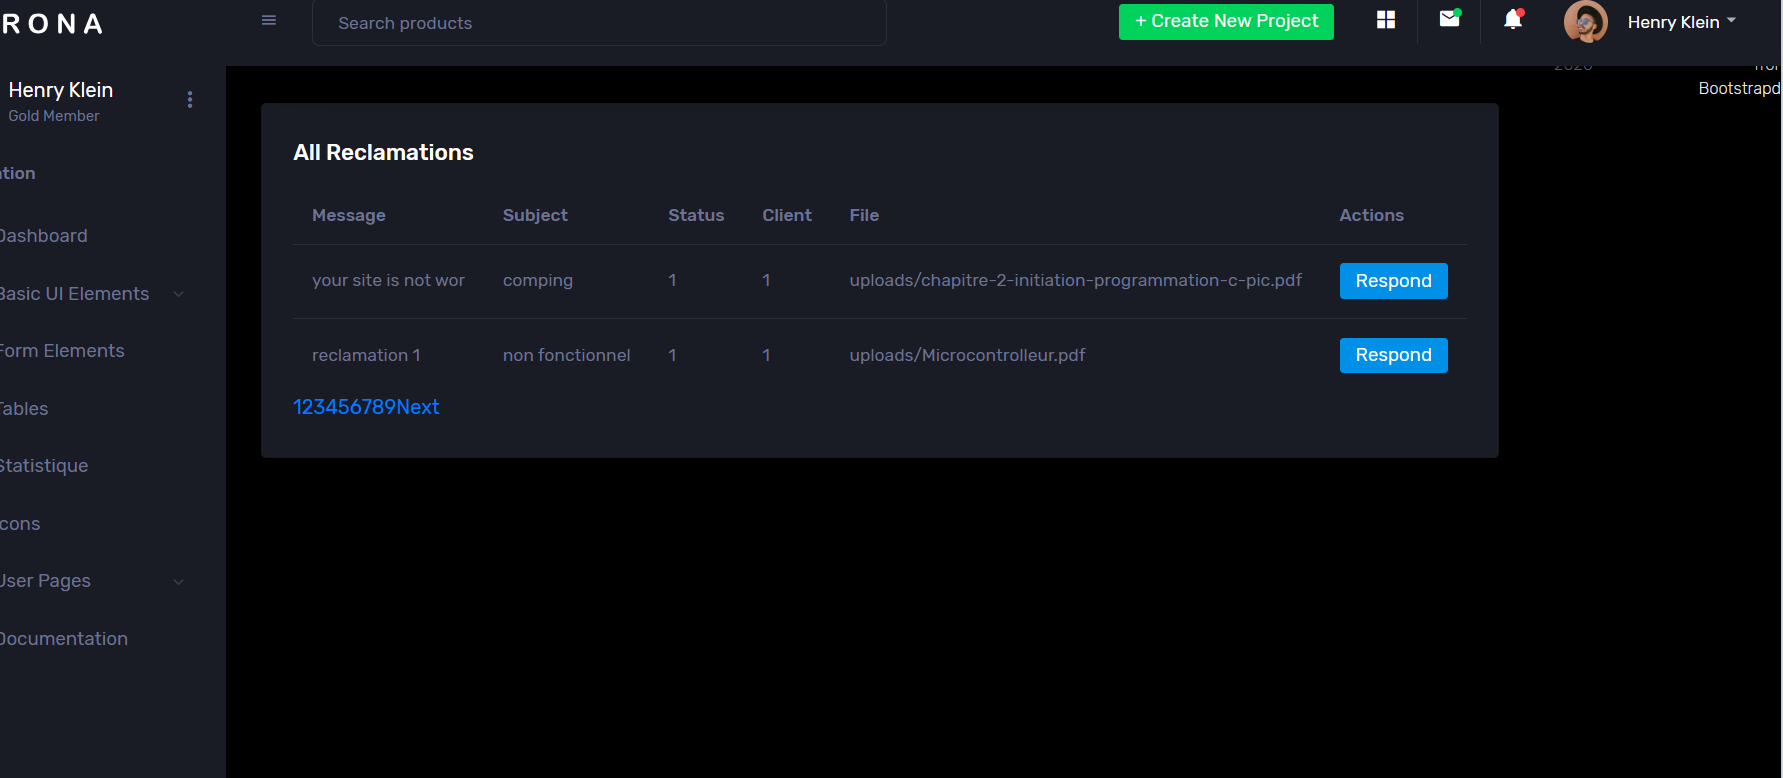 RONA
Search products
+ Create New Project
Henry Klein
Henry Klein
Gold Member
ation
Dashboard
Basic UI Elements
Form Elements
Tables
Statistique
Icons
User Pages
Documentation
2020
Bootstrapd
All Reclamations
Message Subject Status Client File Actions
your site is not wor comping 1 1 uploads/chapitre-2-initiation-programmation-c-pic.pdf Respond
reclamation 1 non fonctionnel 1 1 uploads/Microcontrolleur.pdf Respond
123456789Next